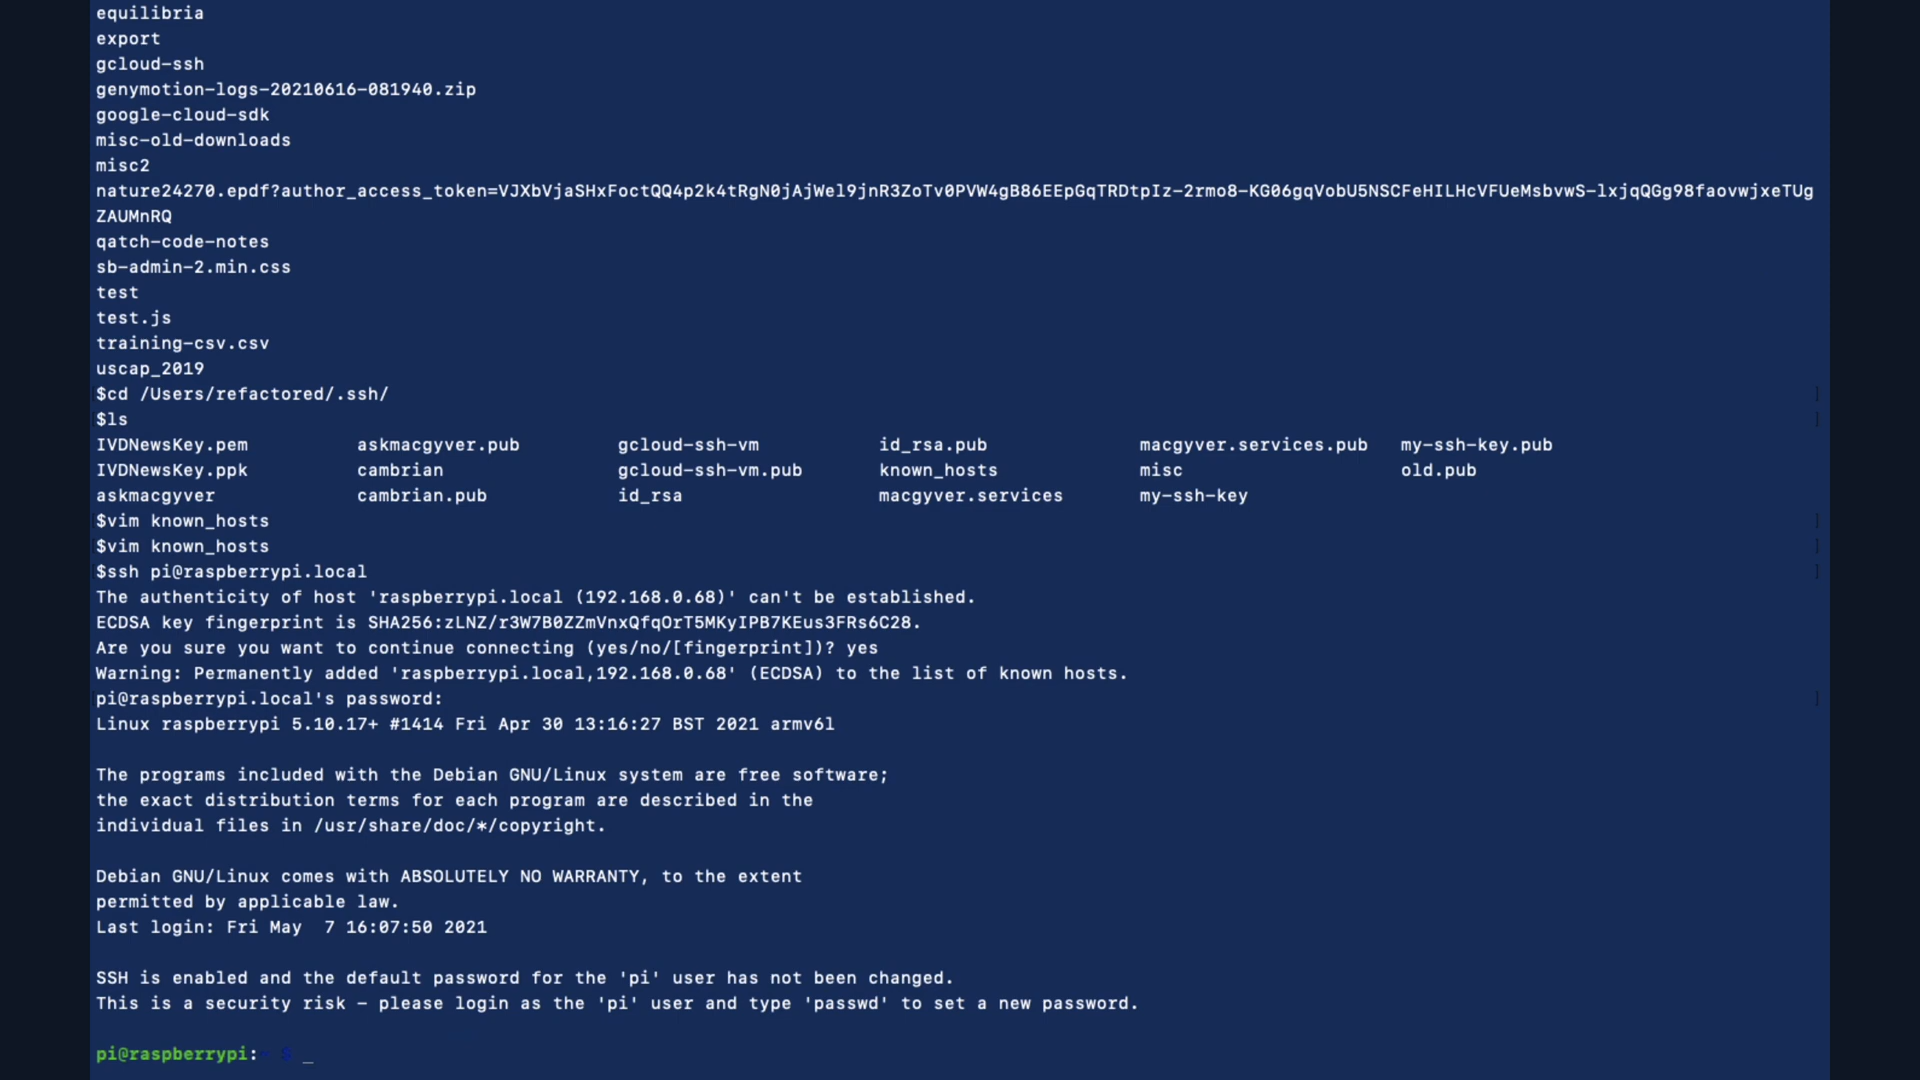 equilibria
export
gcloud-ssh
genymotion-logs-20210616-081940.zip
google-cloud-sdk
misc-old-downloads
misc2
nature24270.epdf?author_access_token=VJXbVjaSHxFoctQQ4p2k4tRgN0jAjWel9jnR3ZoTv0PVW4gB86EEpGqTRDtpIz-2rmo8-KG06gqVobU5NSCFeHILHcVFUeMsbvwS-lxjqQGg98faovwjxeTUg
ZAUMnRQ
qatch-code-notes
sb-admin-2.min.css
test
test.js
training-csv.csv
uscap_2019
$cd /Users/refactored/.ssh/
$ls
IVDNewsKey.pem askmacgyver.pub gcloud-ssh-vm id_rsa.pub macgyver.services.pub my-ssh-key.pub
IVDNewsKey.ppk cambrian gcloud-ssh-vm.pub known_hosts misc old.pub
askmacgyver cambrian.pub id_rsa macgyver.services my-ssh-key
$vim known_hosts
$vim known_hosts
$ssh pi@raspberrypi.local
The authenticity of host 'raspberrypi.local (192.168.0.68)' can't be established.
ECDSA key fingerprint is SHA256:zLNZ/r3W7B0ZZmVnxQfqOrT5MKyIPB7KEus3FRs6C28.
Are you sure you want to continue connecting (yes/no/[fingerprint])? yes
Warning: Permanently added 'raspberrypi.local,192.168.0.68' (ECDSA) to the list of known hosts.
pi@raspberrypi.local's password:
Linux raspberrypi 5.10.17+ #1414 Fri Apr 30 13:16:27 BST 2021 armv6l
The programs included with the Debian GNU/Linux system are free software;
the exact distribution terms for each program are described in the
individual files in /usr/share/doc/*/copyright.
Debian GNU/Linux comes with ABSOLUTELY NO WARRANTY, to the extent
permitted by applicable law.
Last login: Fri May  7 16:07:50 2021
SSH is enabled and the default password for the 'pi' user has not been changed.
This is a security risk - please login as the 'pi' user and type 'passwd' to set a new password.
pi@raspberrypi:~ $ _